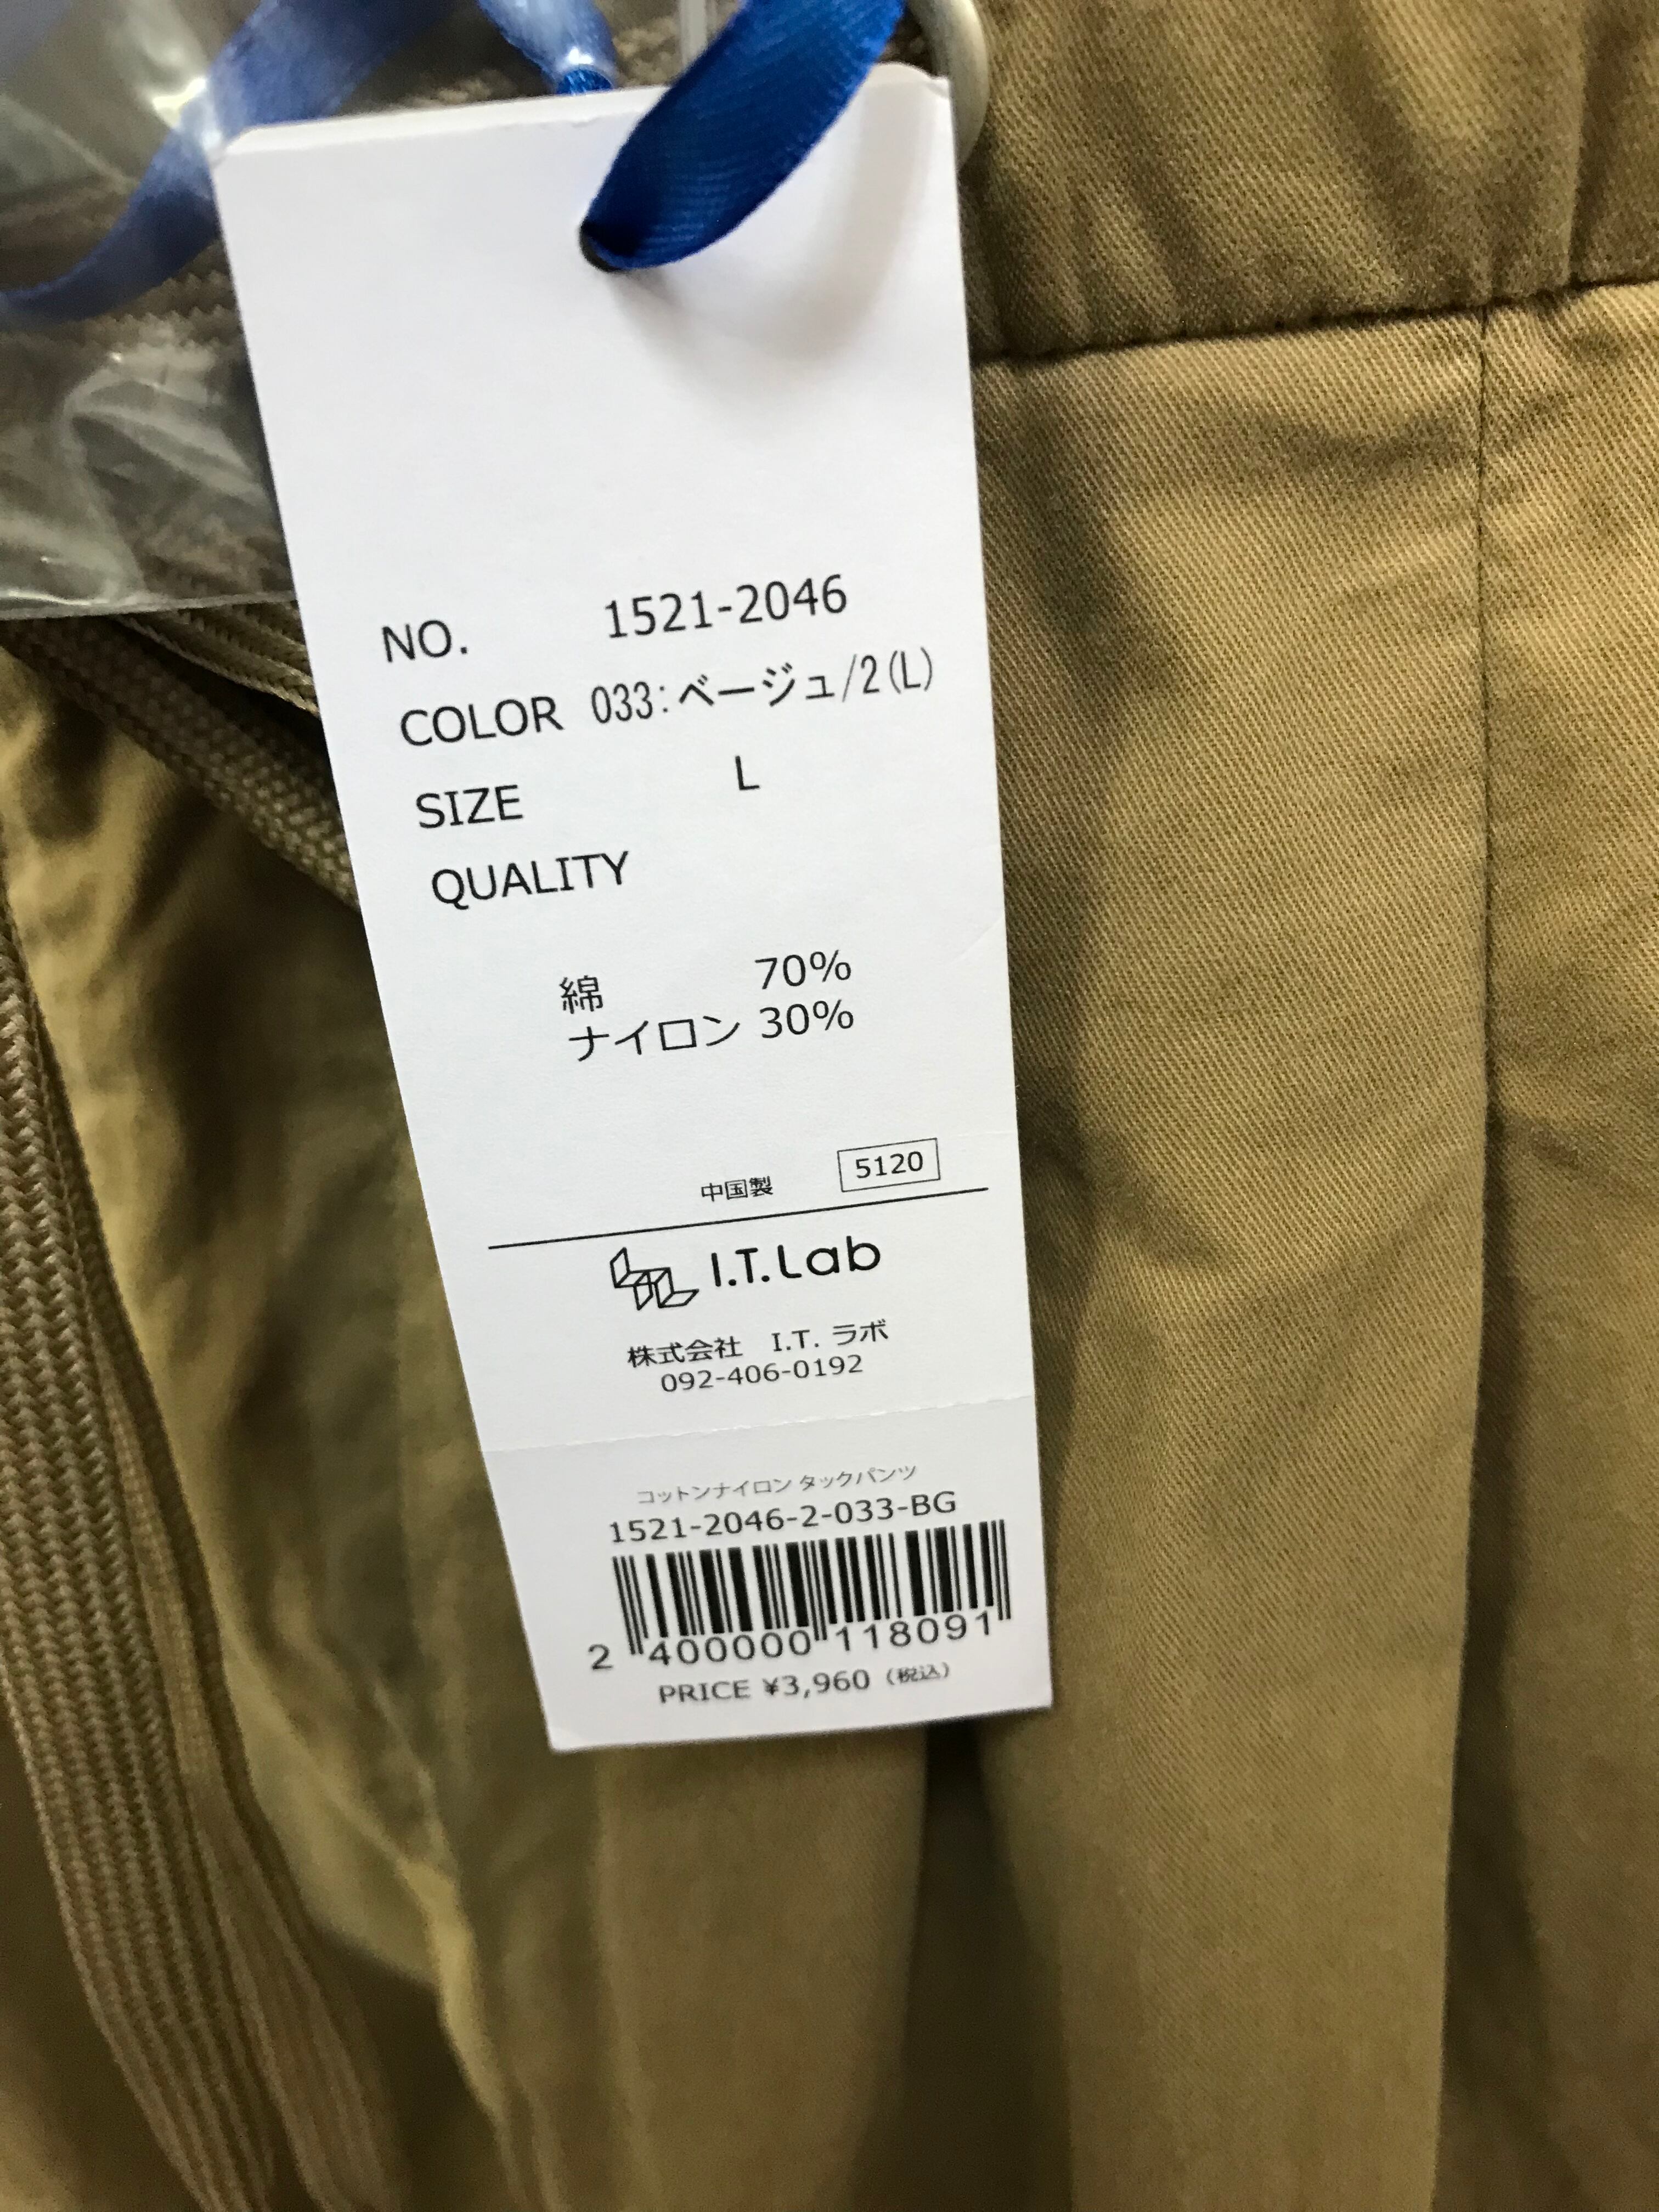 NO. 1521-2046
COLOR 033:ベージュ/2(L)
SIZE L
QUALITY
綿 70%
ナイロン 30%
中国製 5120
I.T.Lab
株式会社 I.T. ラボ
092-406-0192
コットンナイロン タックパンツ
1521-2046-2-033-BG
2 400000 118091
PRICE ¥3,960（税込）